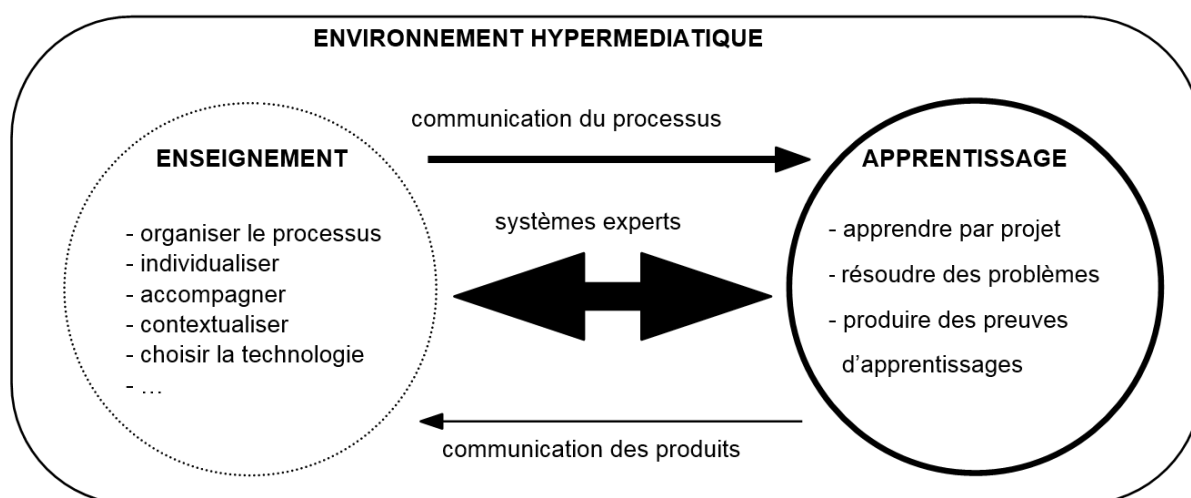 ENVIRONNEMENT HYPERMEDIATIQUE
ENSEIGNEMENT
- organiser le processus
- individualiser
- accompagner
- contextualiser
- choisir la technologie
- …
communication du processus
systèmes experts
communication des produits
APPRENTISSAGE
- apprendre par projet
- résoudre des problèmes
- produire des preuves
d’apprentissages